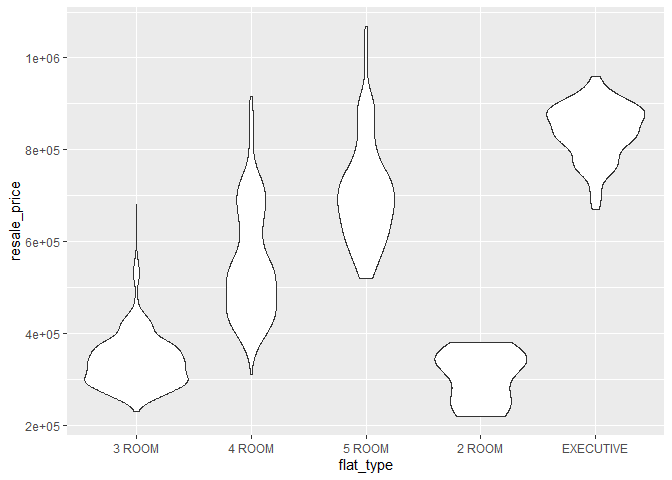 1e+06
8e+05
6e+05
4e+05
2e+05
resale_price
3 ROOM 4 ROOM 5 ROOM 2 ROOM EXECUTIVE
flat_type